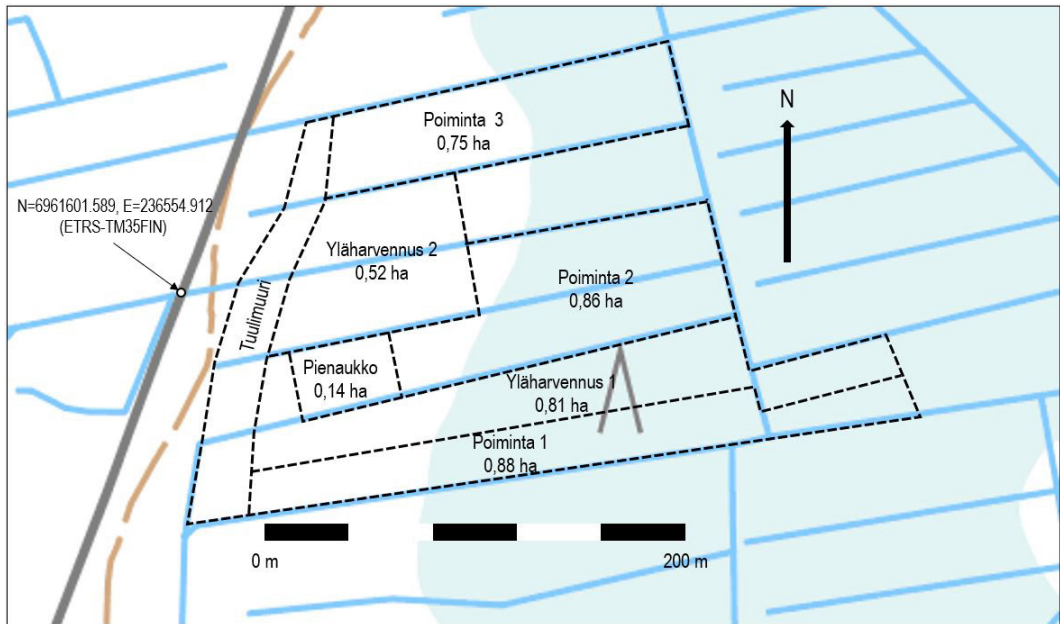 N
Poiminta 3
0,75 ha
N=6961601.589, E=236554.912
(ETRS-TM35FIN)
Yläharvennus 2
0,52 ha
Poiminta 2
0,86 ha
Tuulimuuri
Pienaukko
0,14 ha
Yläharvennus 1
0,81 ha
Poiminta 1
0,88 ha
0 m
200 m